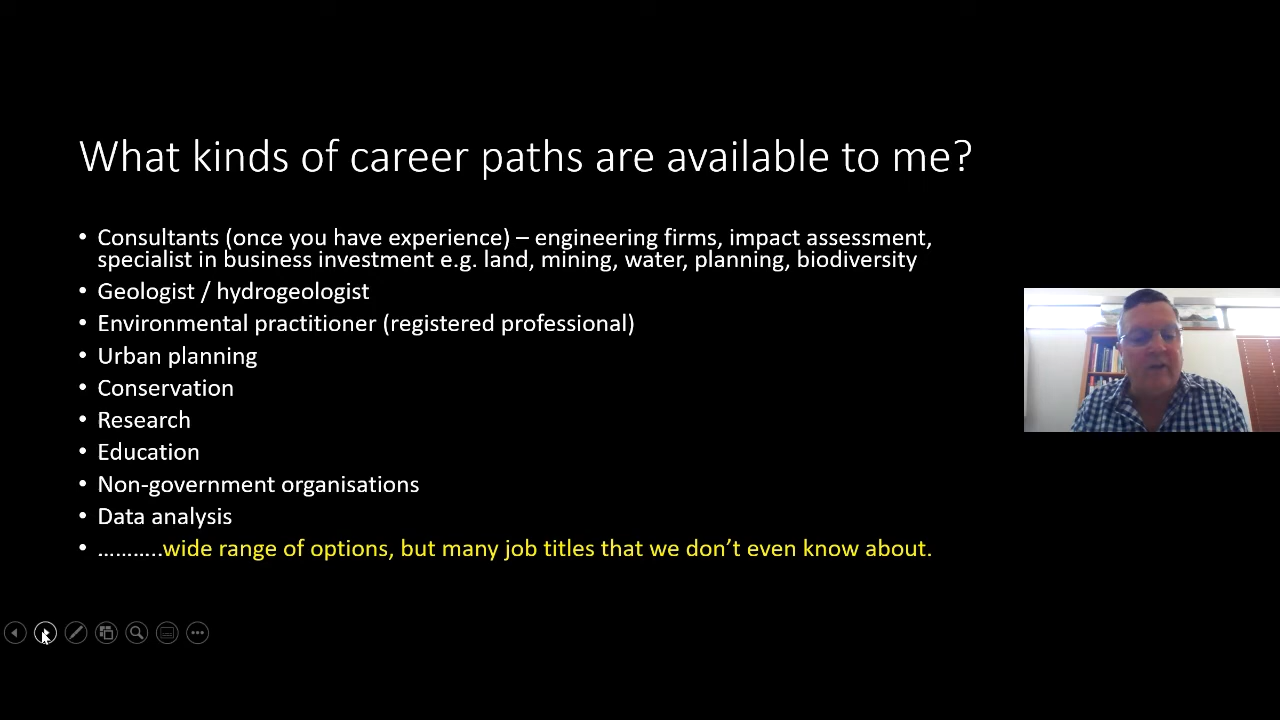 What kinds of career paths are available to me?
• Consultants (once you have experience) – engineering firms, impact assessment,
specialist in business investment e.g. land, mining, water, planning, biodiversity
• Geologist / hydrogeologist
• Environmental practitioner (registered professional)
• Urban planning
• Conservation
• Research
• Education
• Non-government organisations
• Data analysis
• ………..wide range of options, but many job titles that we don’t even know about.